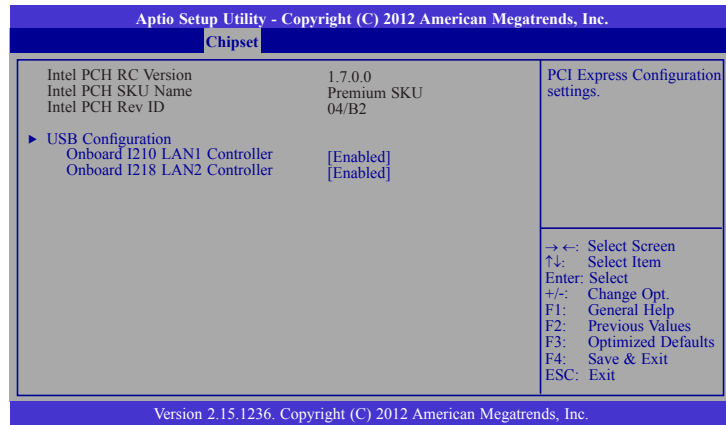 Aptio Setup Utility - Copyright (C) 2012 American Megatrends, Inc.
Chipset
Intel PCH RC Version 1.7.0.0
Intel PCH SKU Name Premium SKU
Intel PCH Rev ID 04/B2
► USB Configuration
Onboard I210 LAN1 Controller [Enabled]
Onboard I218 LAN2 Controller [Enabled]
PCI Express Configuration
settings.
→ ←: Select Screen
↑↓: Select Item
Enter: Select
+/-: Change Opt.
F1: General Help
F2: Previous Values
F3: Optimized Defaults
F4: Save & Exit
ESC: Exit
Version 2.15.1236. Copyright (C) 2012 American Megatrends, Inc.